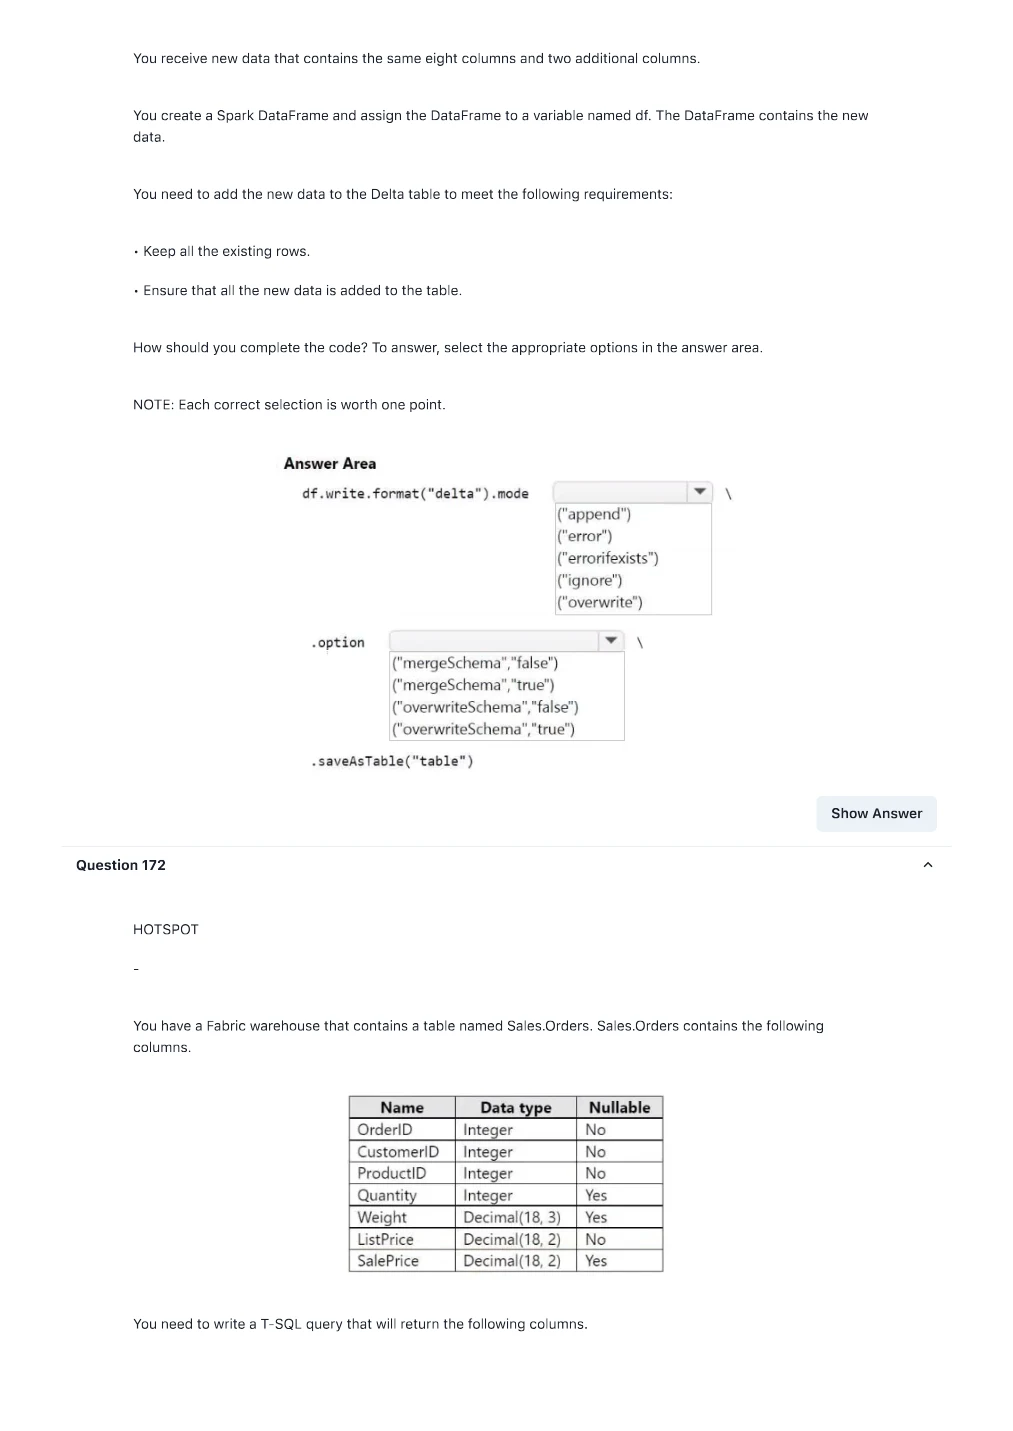 You receive new data that contains the same eight columns and two additional columns.
You create a Spark DataFrame and assign the DataFrame to a variable named df. The DataFrame contains the new
data.
You need to add the new data to the Delta table to meet the following requirements:
• Keep all the existing rows.
• Ensure that all the new data is added to the table.
How should you complete the code? To answer, select the appropriate options in the answer area.
NOTE: Each correct selection is worth one point.
Answer Area
df.write.format("delta").mode \
("append")
("error")
("errorifexists")
("ignore")
("overwrite")
.option \
("mergeSchema","false")
("mergeSchema","true")
("overwriteSchema","false")
("overwriteSchema","true")
.saveAsTable("table")
Show Answer
Question 172
HOTSPOT
-
You have a Fabric warehouse that contains a table named Sales.Orders. Sales.Orders contains the following
columns.
Name Data type Nullable
OrderID Integer No
CustomerID Integer No
ProductID Integer No
Quantity Integer Yes
Weight Decimal(18, 3) Yes
ListPrice Decimal(18, 2) No
SalePrice Decimal(18, 2) Yes
You need to write a T-SQL query that will return the following columns.